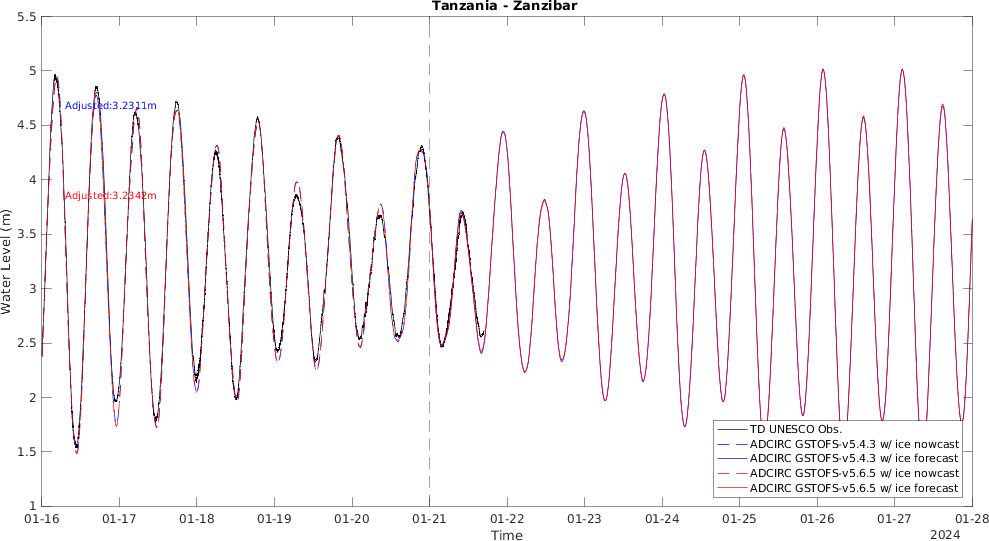 Tanzania - Zanzibar
5.5
5
4.5
4
3.5
3
2.5
2
1.5
1
Water Level (m)
Adjusted:3.2311m
Adjusted:3.2342m
TD UNESCO Obs.
ADCIRC GSTOFS-v5.4.3 w/ ice nowcast
ADCIRC GSTOFS-v5.4.3 w/ ice forecast
ADCIRC GSTOFS-v5.6.5 w/ ice nowcast
ADCIRC GSTOFS-v5.6.5 w/ ice forecast
01-16 01-17 01-18 01-19 01-20 01-21 01-22 01-23 01-24 01-25 01-26 01-27 01-28
Time
2024